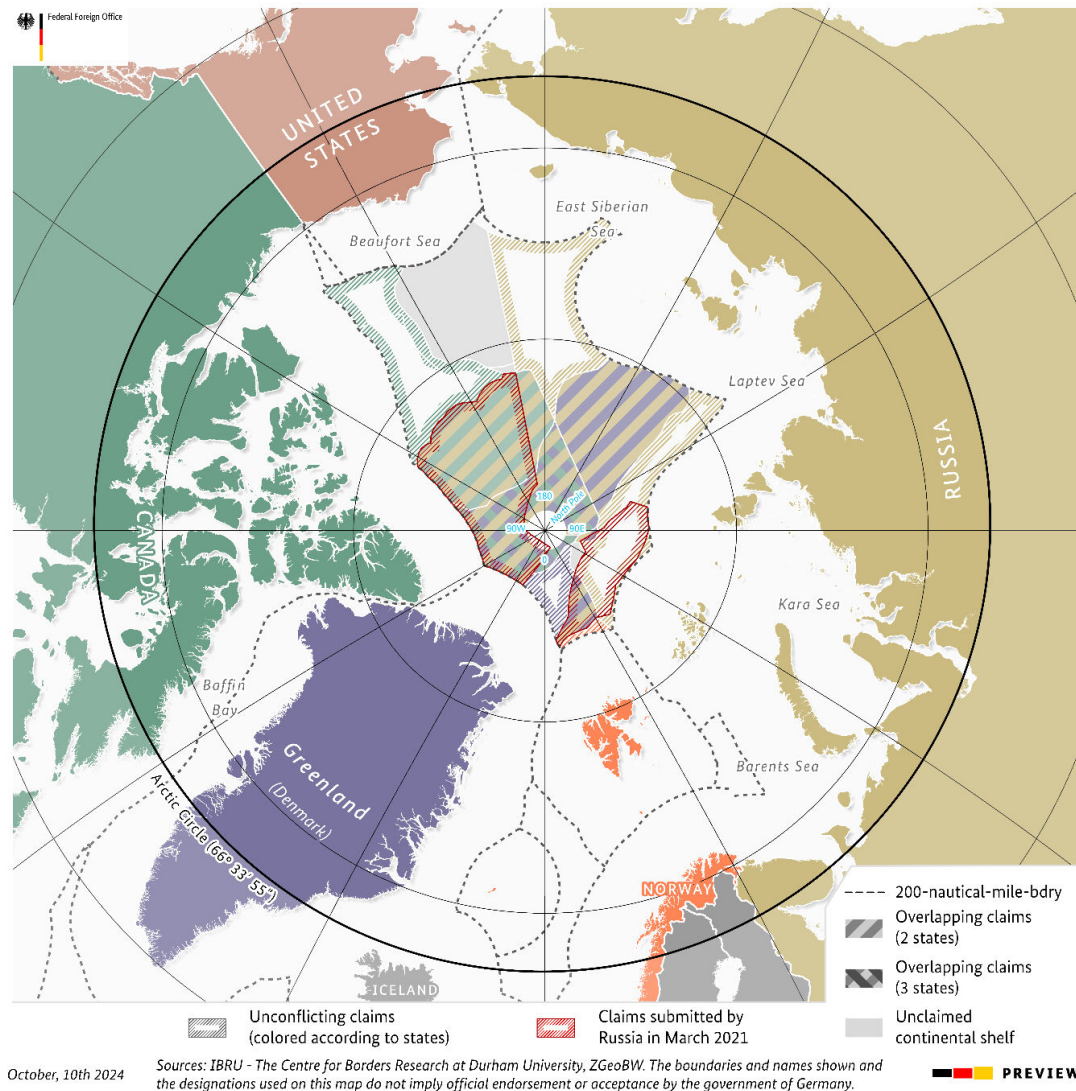 Federal Foreign Office
UNITED
STATES
East Siberian
Sea
Beaufort Sea
Laptev Sea
RUSSIA
180
North Pole
90W
90E
0
CANADA
Kara Sea
Baffin
Bay
Greenland
(Denmark)
Barents Sea
Arctic Circle (66° 33' 55")
NORWAY
ICELAND
200-nautical-mile-bdry
Overlapping claims
(2 states)
Overlapping claims
(3 states)
Unclaimed
continental shelf
Unconflicting claims
(colored according to states)
Claims submitted by
Russia in March 2021
October, 10th 2024
Sources: IBRU - The Centre for Borders Research at Durham University, ZGeoBW. The boundaries and names shown and
the designations used on this map do not imply official endorsement or acceptance by the government of Germany.
PREVIEW